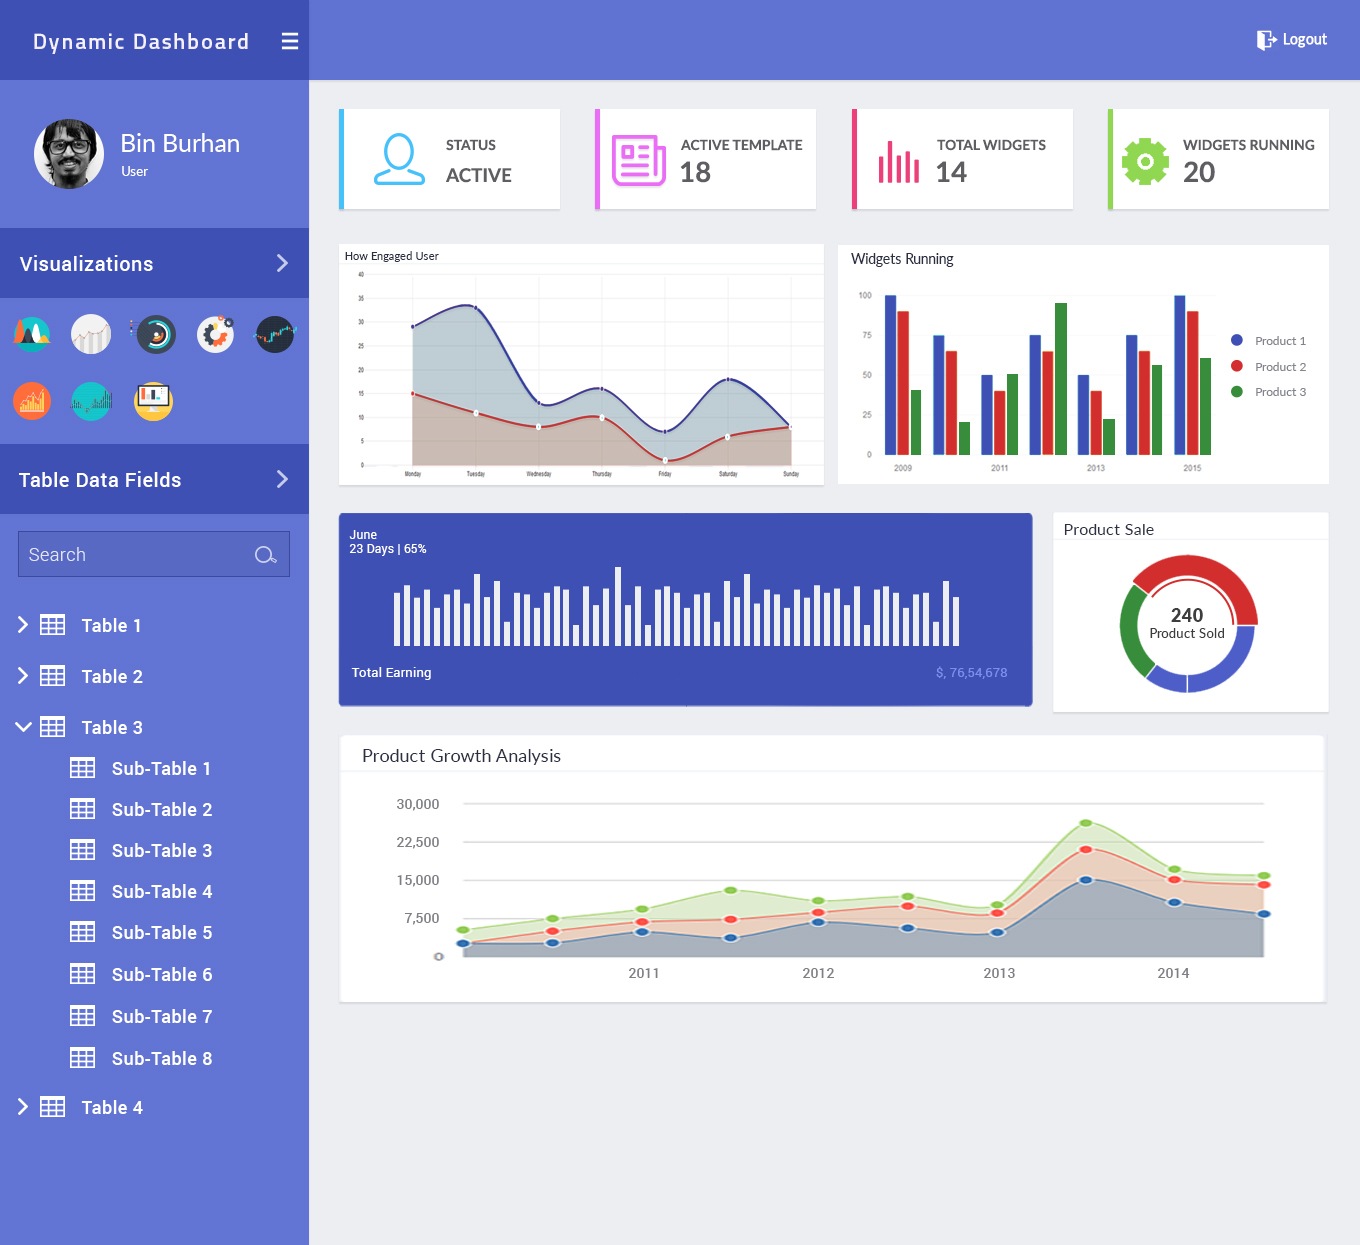 Dynamic Dashboard
Logout
Bin Burhan
User
Visualizations
Table Data Fields
Search
Table 1
Table 2
Table 3
Sub-Table 1
Sub-Table 2
Sub-Table 3
Sub-Table 4
Sub-Table 5
Sub-Table 6
Sub-Table 7
Sub-Table 8
Table 4
STATUS
ACTIVE
ACTIVE TEMPLATE
18
TOTAL WIDGETS
14
WIDGETS RUNNING
20
How Engaged User
40
35
30
25
20
15
10
5
0
Monday Tuesday Wednesday Thursday Friday Saturday Sunday
Widgets Running
100
75
50
25
0
2009 2011 2013 2015
Product 1
Product 2
Product 3
June
23 Days | 65%
Total Earning
$, 76,54,678
Product Sale
240
Product Sold
Product Growth Analysis
30,000
22,500
15,000
7,500
0
2011 2012 2013 2014